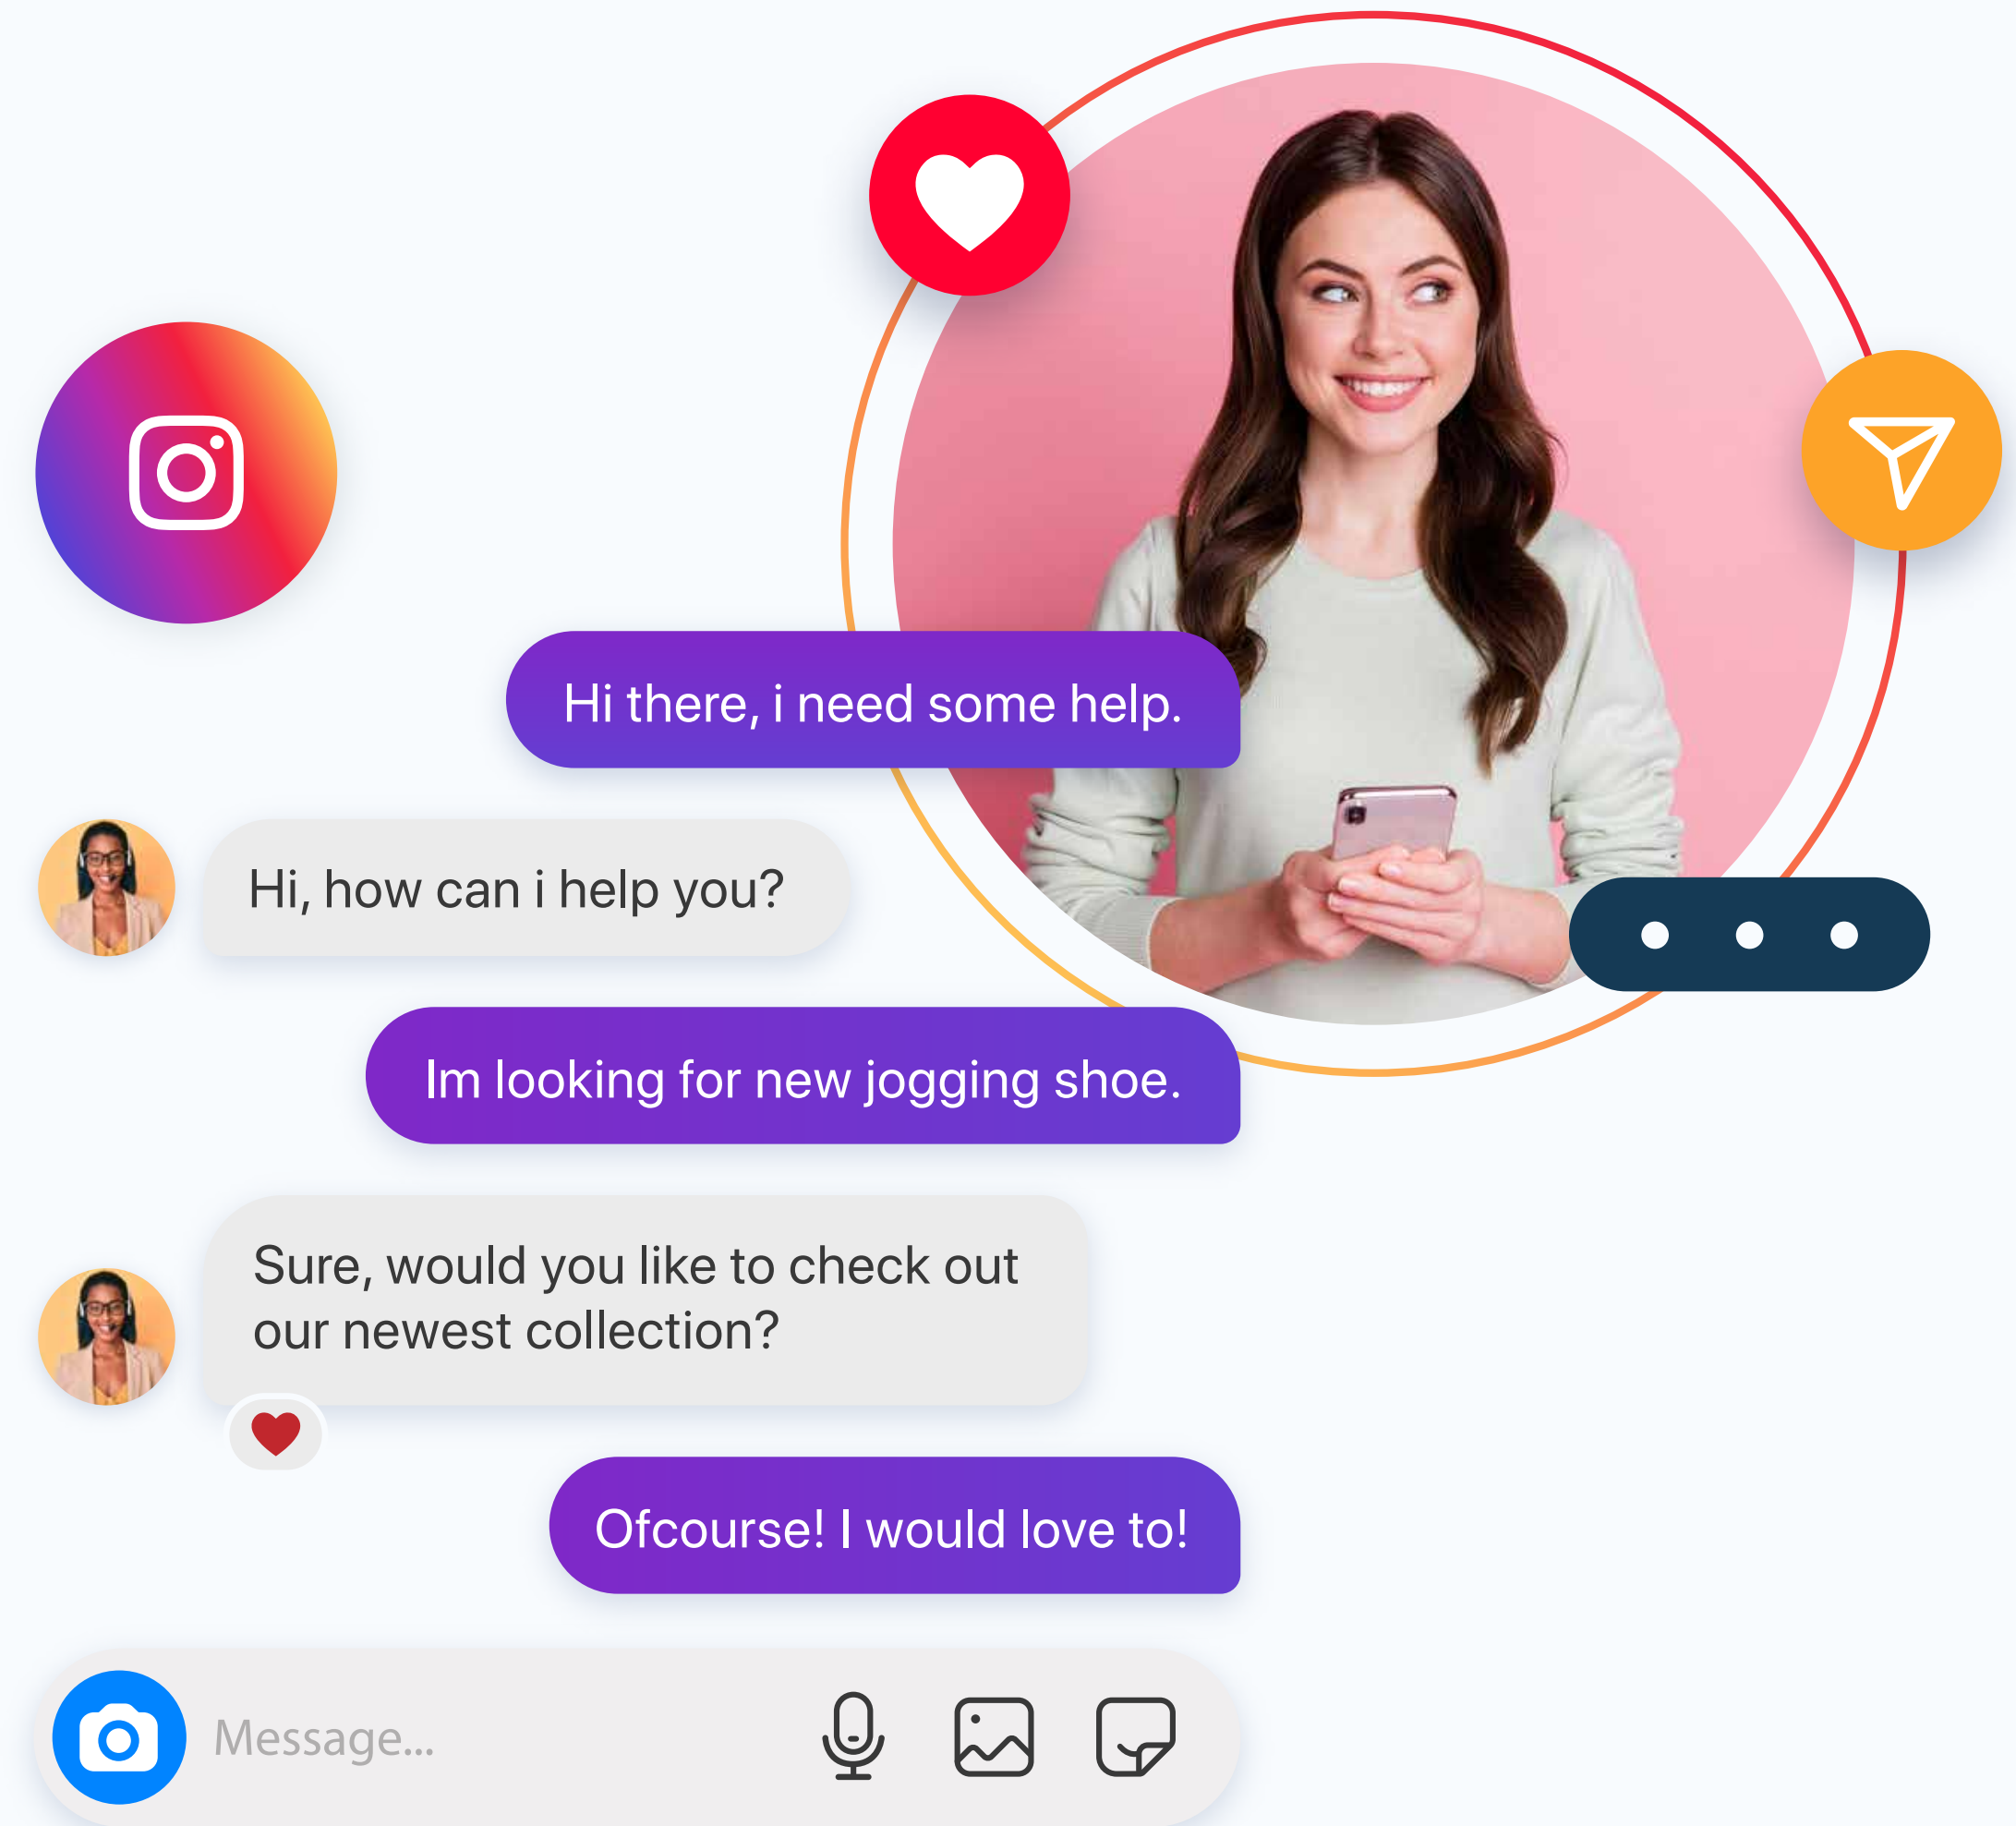 Hi there, i need some help.
Hi, how can i help you?
Im looking for new jogging shoe.
Sure, would you like to check out
our newest collection?
Ofcourse! I would love to!
Message...